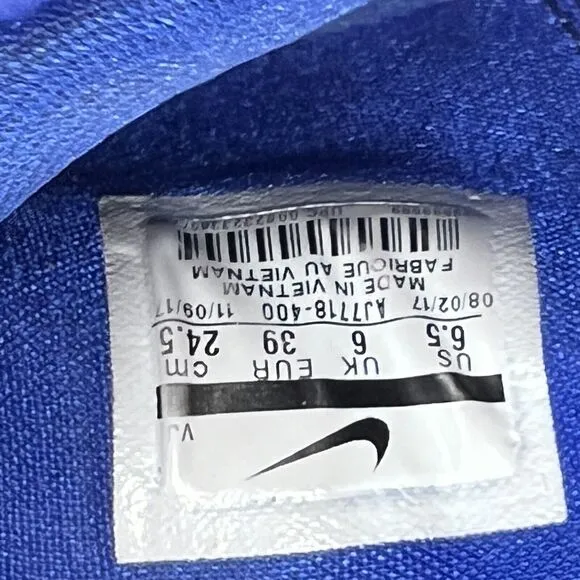 US UK EUR cm
6.5 6 39 24.5
08/02/17 AJ7718-400 11/09/17
MADE IN VIETNAM
FABRIQUE AU VIETNAM
UPC